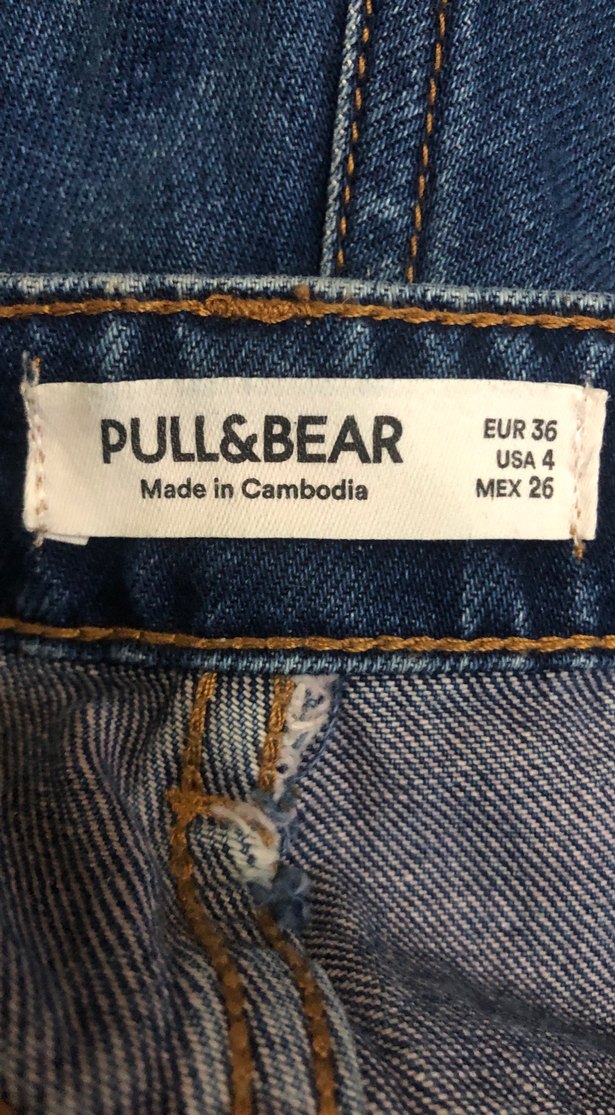 PULL&BEAR
Made in Cambodia
EUR 36
USA 4
MEX 26